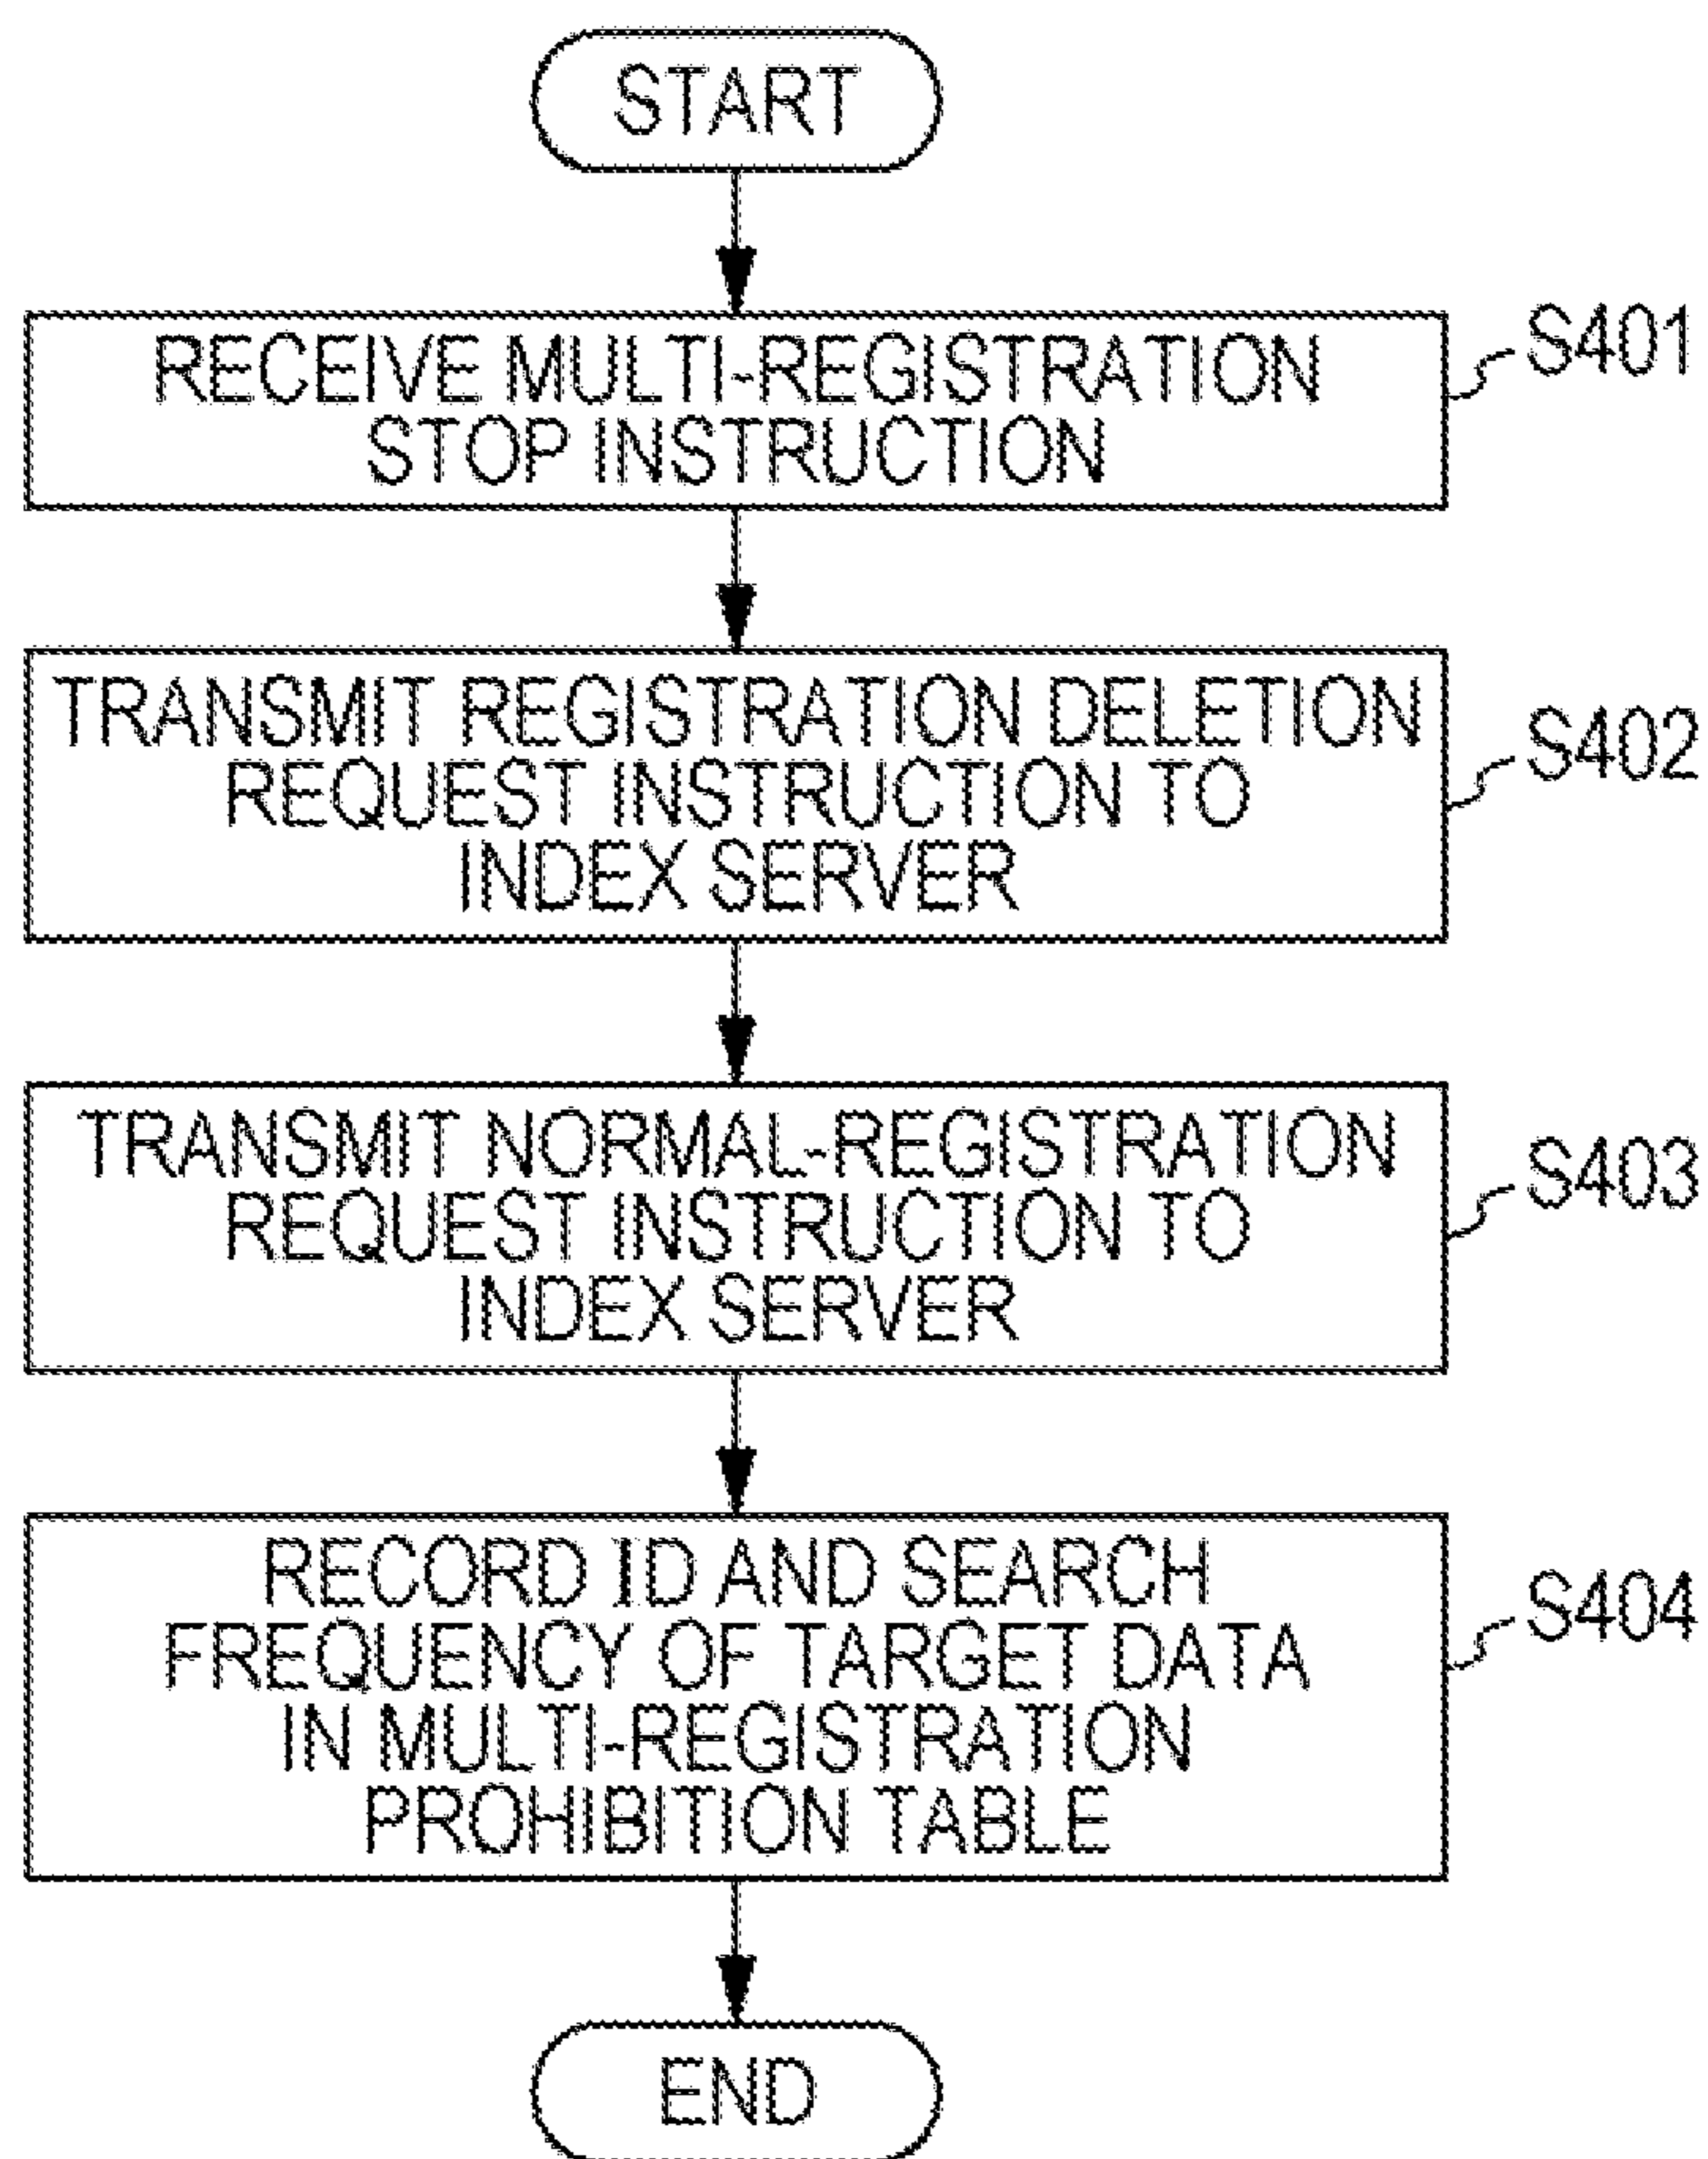 START
RECEIVE MULTI-REGISTRATION
STOP INSTRUCTION
S401
TRANSMIT REGISTRATION DELETION
REQUEST INSTRUCTION TO
INDEX SERVER
S402
TRANSMIT NORMAL-REGISTRATION
REQUEST INSTRUCTION TO
INDEX SERVER
S403
RECORD ID AND SEARCH
FREQUENCY OF TARGET DATA
IN MULTI-REGISTRATION
PROHIBITION TABLE
S404
END